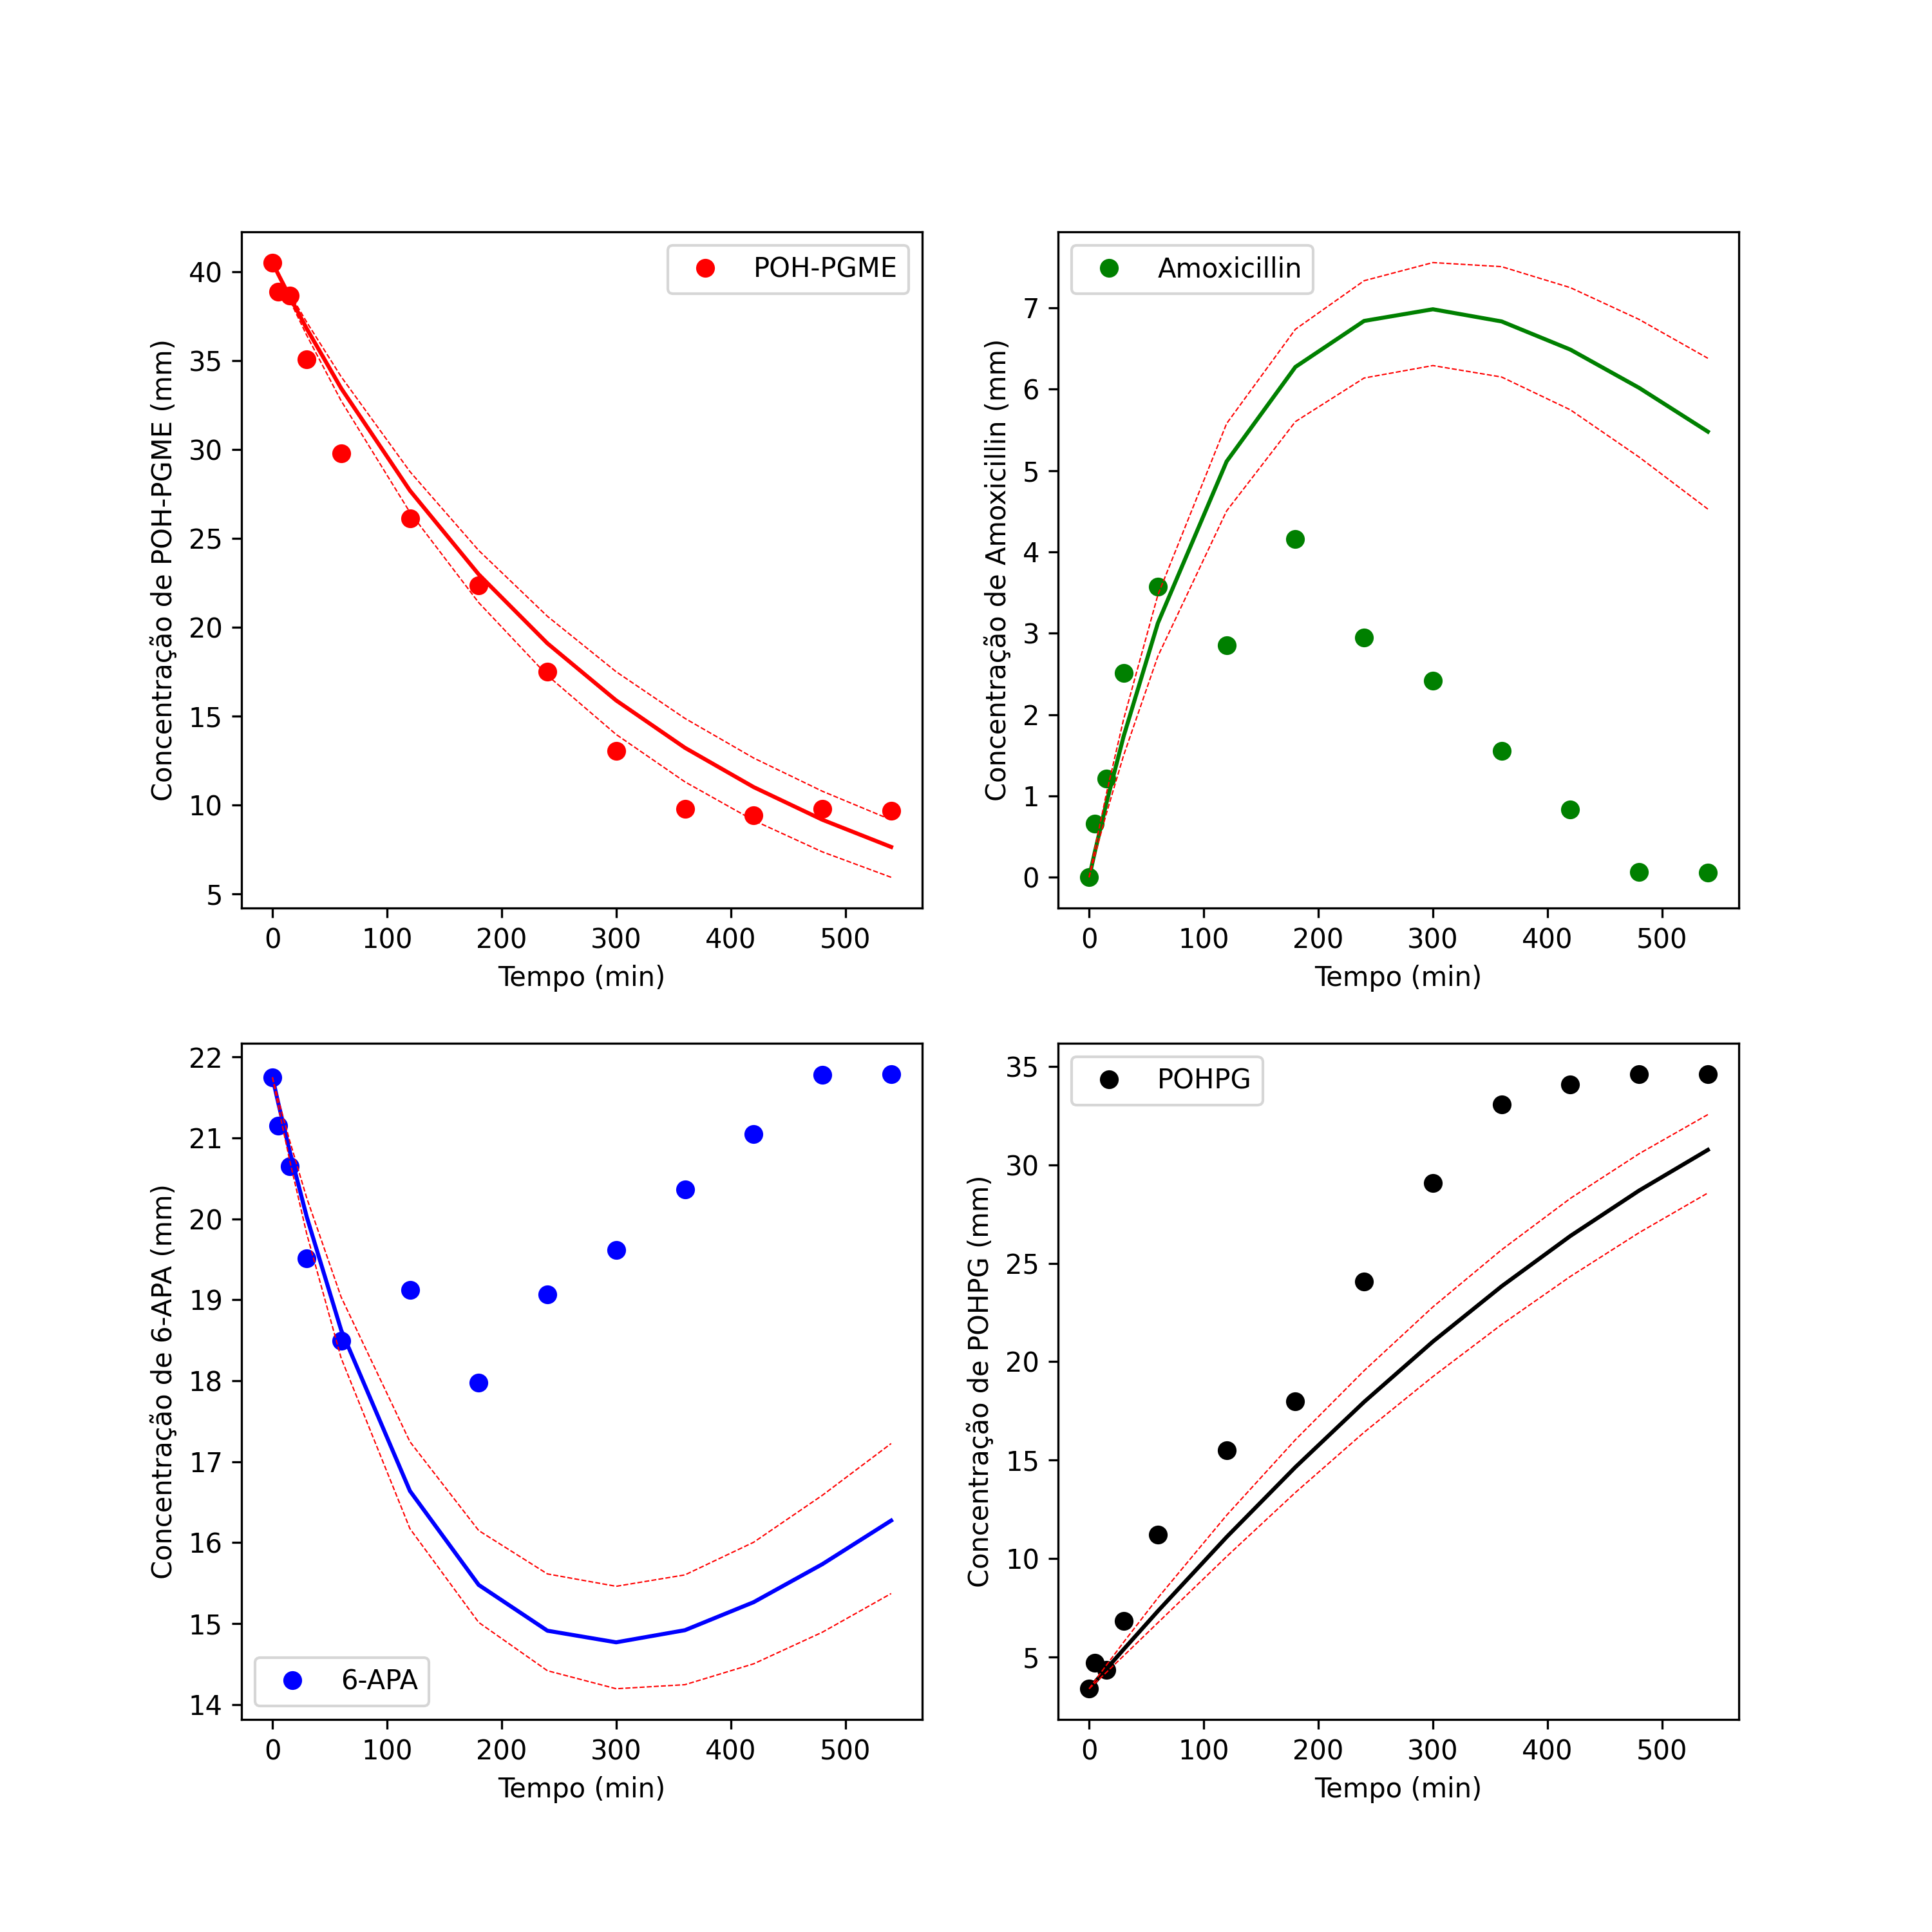 POH-PGME
40
35
30
25
20
15
10
5
Concentração de POH-PGME (mm)
0 100 200 300 400 500
Tempo (min)
Amoxicillin
7
6
5
4
3
2
1
0
Concentração de Amoxicillin (mm)
0 100 200 300 400 500
Tempo (min)
22
21
20
19
18
17
16
15
14
Concentração de 6-APA (mm)
6-APA
0 100 200 300 400 500
Tempo (min)
POHPG
35
30
25
20
15
10
5
Concentração de POHPG (mm)
0 100 200 300 400 500
Tempo (min)